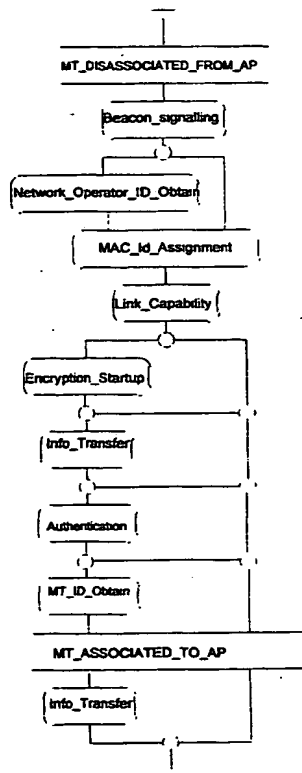 MT_DISASSOCIATED_FROM_AP
Beacon_signalling
Network_Operator_ID_Obtain
MAC_Id_Assignment
Link_Capability
Encryption_Startup
Info_Transfer
Authentication
MT_ID_Obtain
MT_ASSOCIATED_TO_AP
Info_Transfer